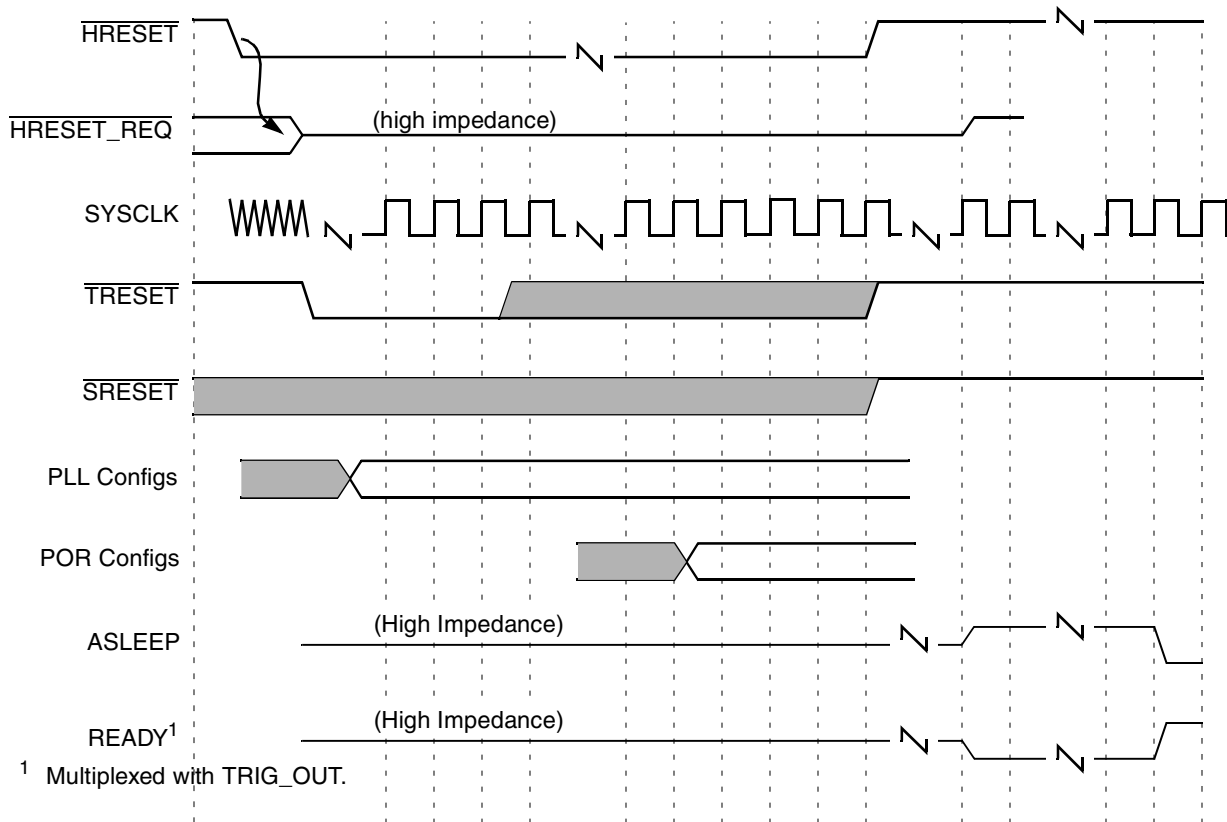 HRESET
HRESET_REQ
(high impedance)
SYSCLK
TRESET
SRESET
PLL Configs
POR Configs
(High Impedance)
ASLEEP
(High Impedance)
READY1
1 Multiplexed with TRIG_OUT.